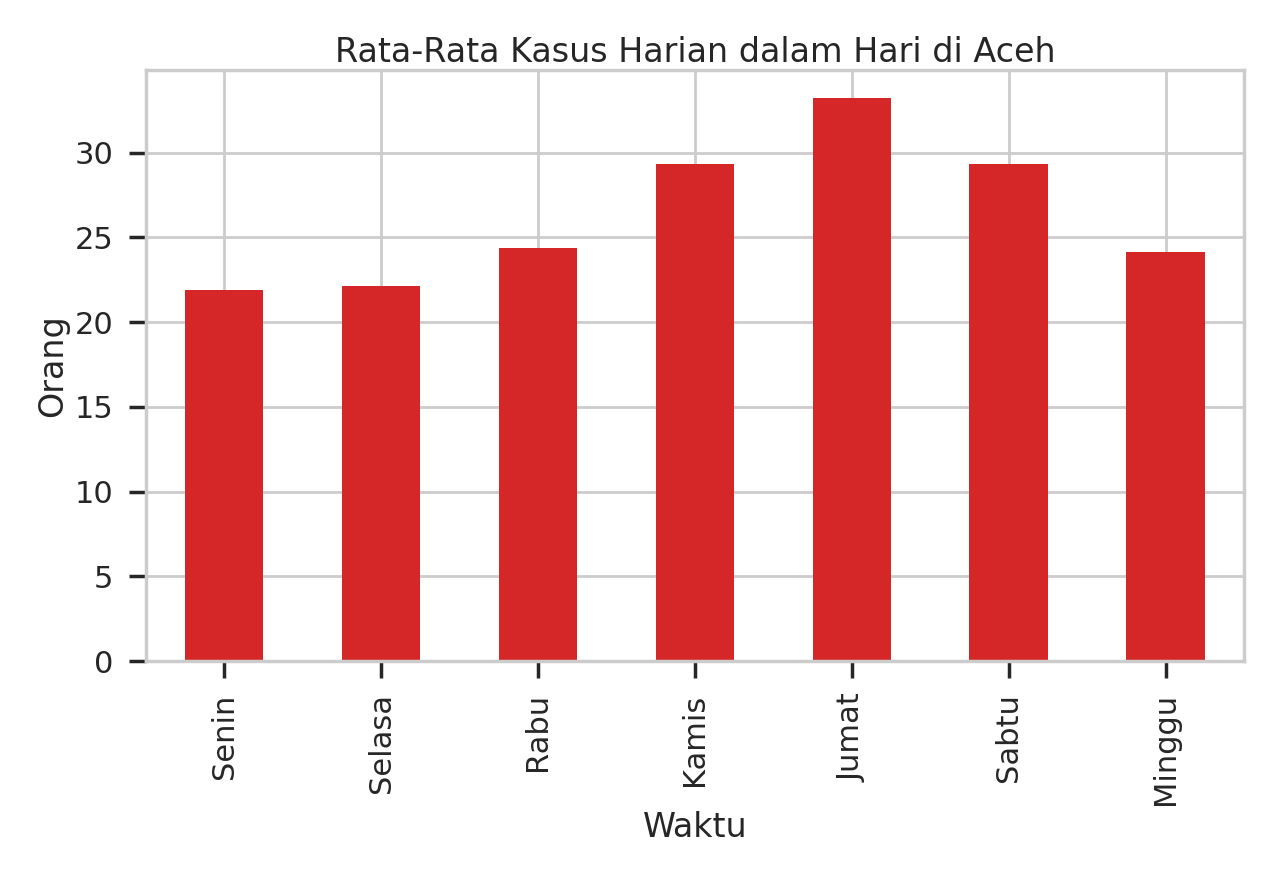 Rata-Rata Kasus Harian dalam Hari di Aceh
30
25
20
15
10
5
0
Orang
Senin
Selasa
Rabu
Kamis
Jumat
Sabtu
Minggu
Waktu